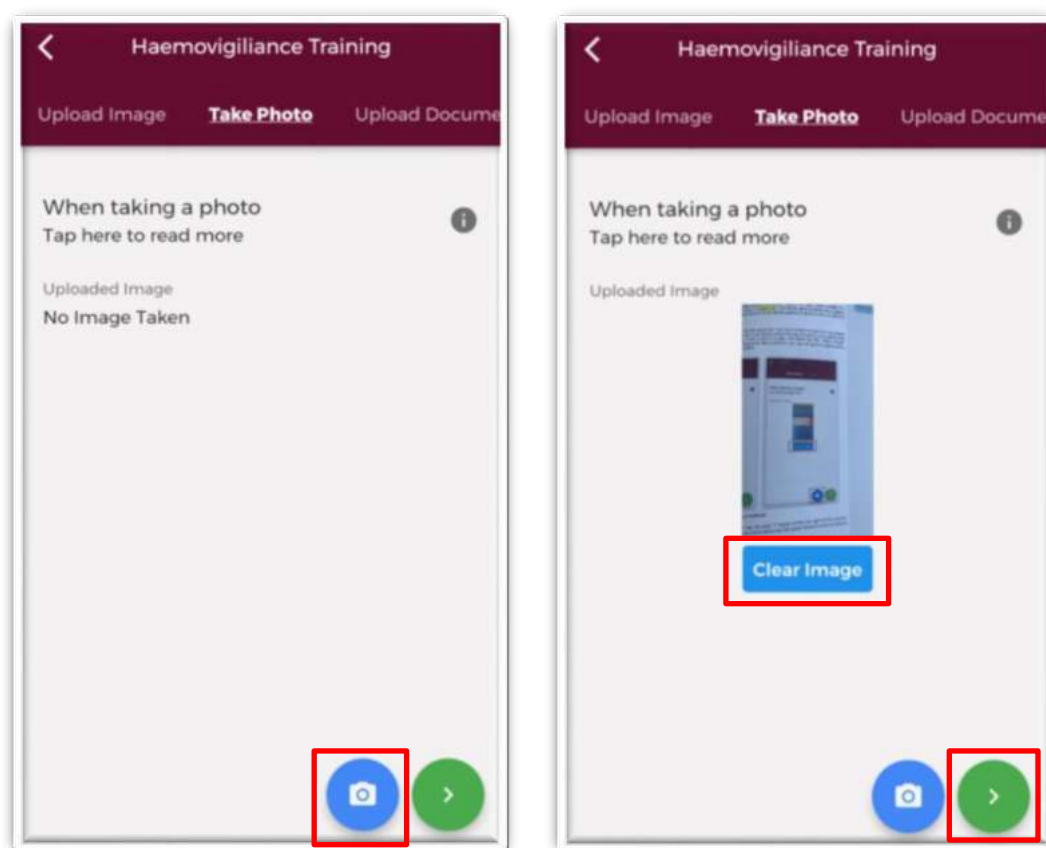 Haemovigiliance Training
Upload Image Take Photo Upload Docume
When taking a photo
Tap here to read more
Uploaded Image
No Image Taken
Haemovigiliance Training
Upload Image Take Photo Upload Docume
When taking a photo
Tap here to read more
Uploaded Image
Clear Image